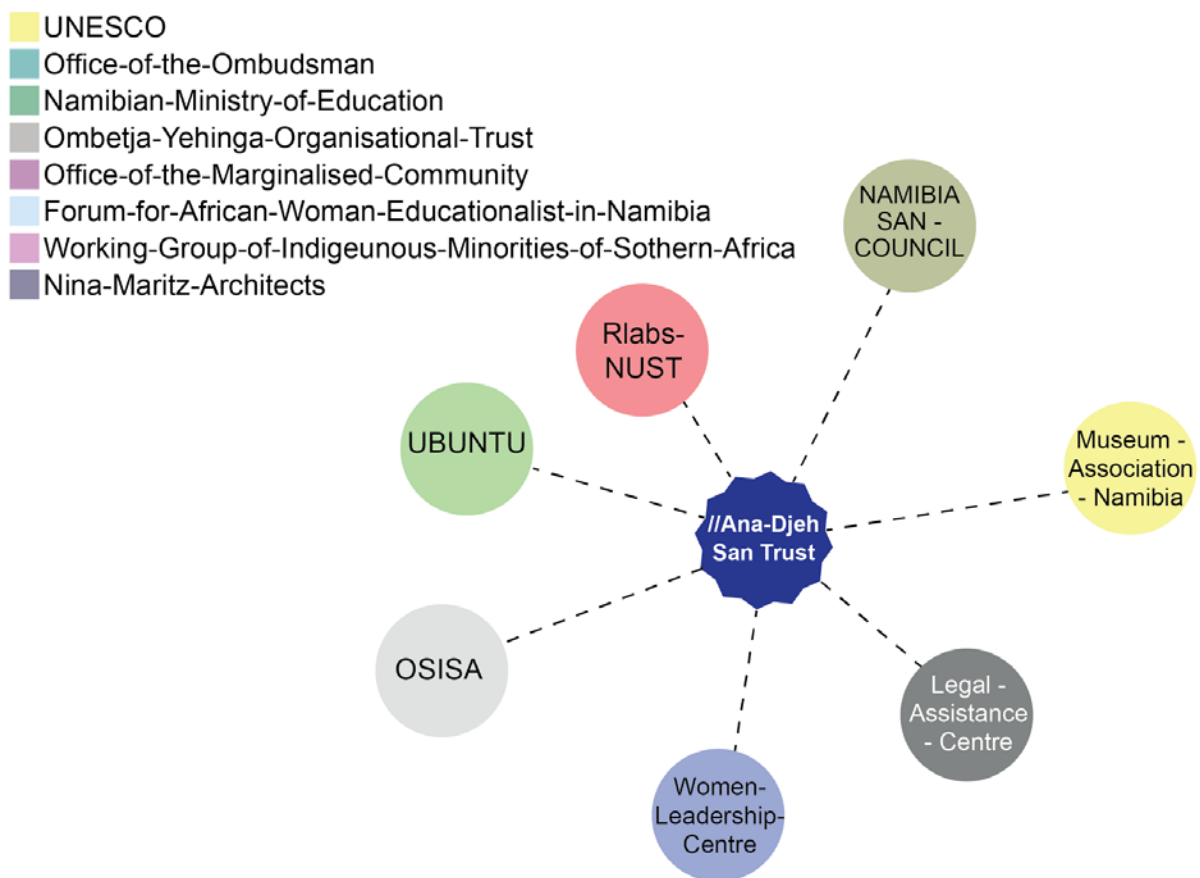 UNESCO
Office-of-the-Ombudsman
Namibian-Ministry-of-Education
Ombetja-Yehinga-Organisational-Trust
Office-of-the-Marginalised-Community
Forum-for-African-Woman-Educationalist-in-Namibia
Working-Group-of-Indigeunous-Minorities-of-Sothern-Africa
Nina-Maritz-Architects
NAMIBIA
SAN -
COUNCIL
Rlabs-
NUST
UBUNTU
Museum -
Association
- Namibia
//Ana-Djeh
San Trust
OSISA
Legal -
Assistance
- Centre
Women-
Leadership-
Centre